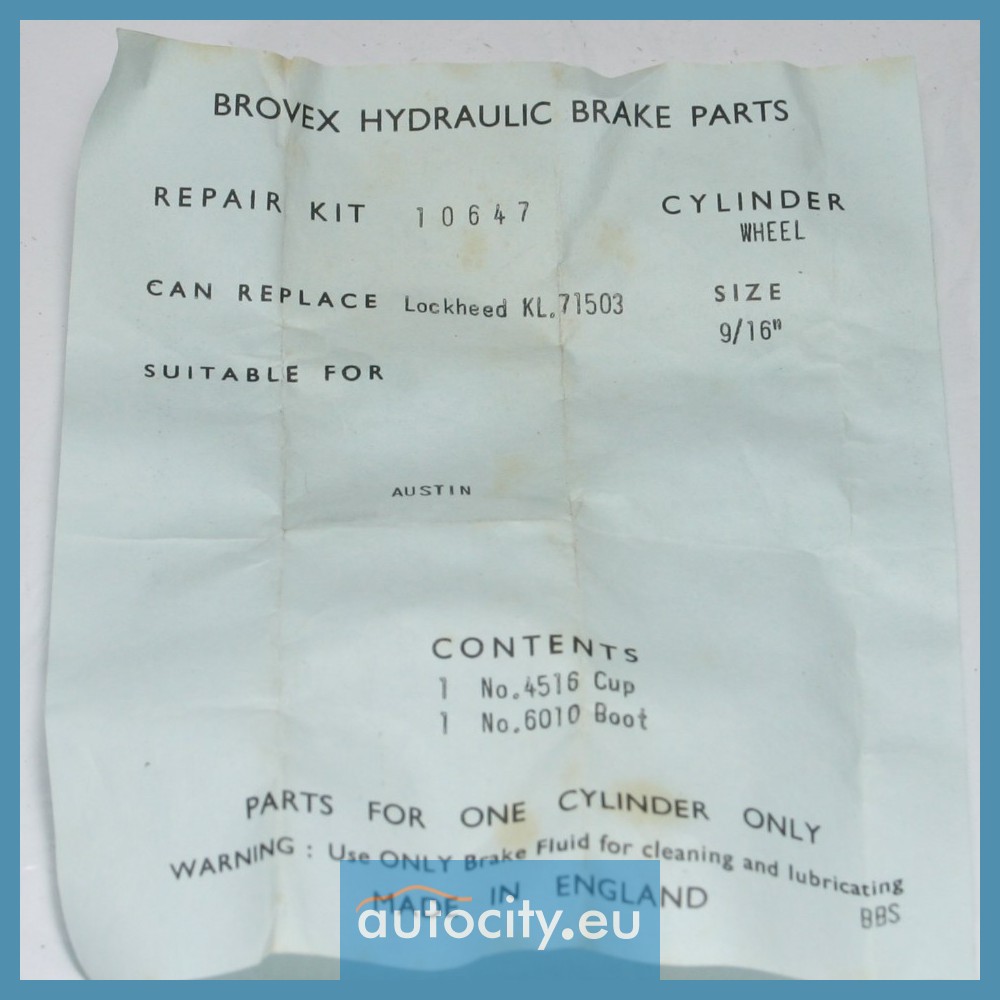 BROVEX HYDRAULIC BRAKE PARTS
REPAIR KIT 10647 CYLINDER
WHEEL
CAN REPLACE Lockheed KL.71503 SIZE
9/16"
SUITABLE FOR
AUSTIN
CONTENTS
1 No.4516 Cup
1 No.6010 Boot
PARTS FOR ONE CYLINDER ONLY
WARNING : Use ONLY Brake Fluid for cleaning and lubricating
MADE IN ENGLAND
BBS
autocity.eu